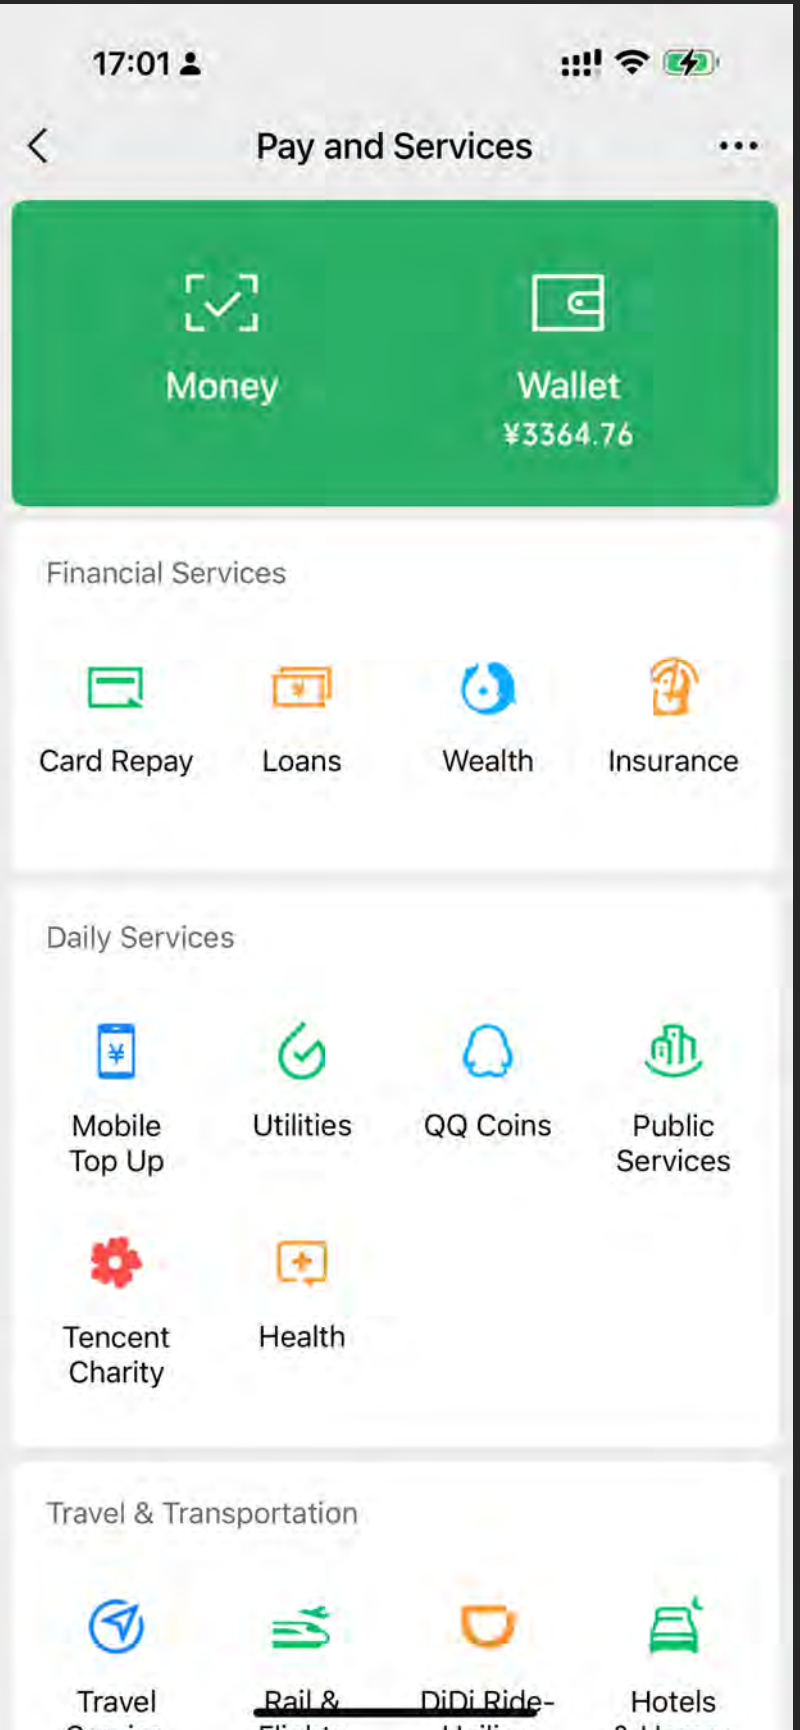 17:01
Pay and Services
Money
Wallet
¥3364.76
Financial Services
Card Repay
Loans
Wealth
Insurance
Daily Services
Mobile
Top Up
Utilities
QQ Coins
Public
Services
Tencent
Charity
Health
Travel & Transportation
Travel
Rail &
DiDi Ride-
Hotels